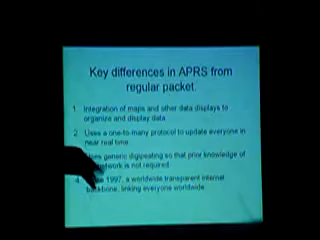 Key differences in APRS from
regular packet.
1. Integration of maps and other data displays to
organize and display data
2. Uses a one-to-many protocol to update everyone in
near real time
Uses generic digipeating so that prior knowledge of
network is not required
4. 1997, a worldwide transparent internet
backbone, linking everyone worldwide